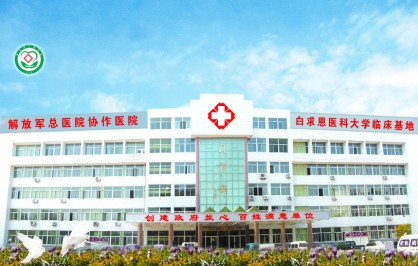 解放军总医院协作医院
白求恩医科大学临床基地
创建政府放心 百姓满意单位